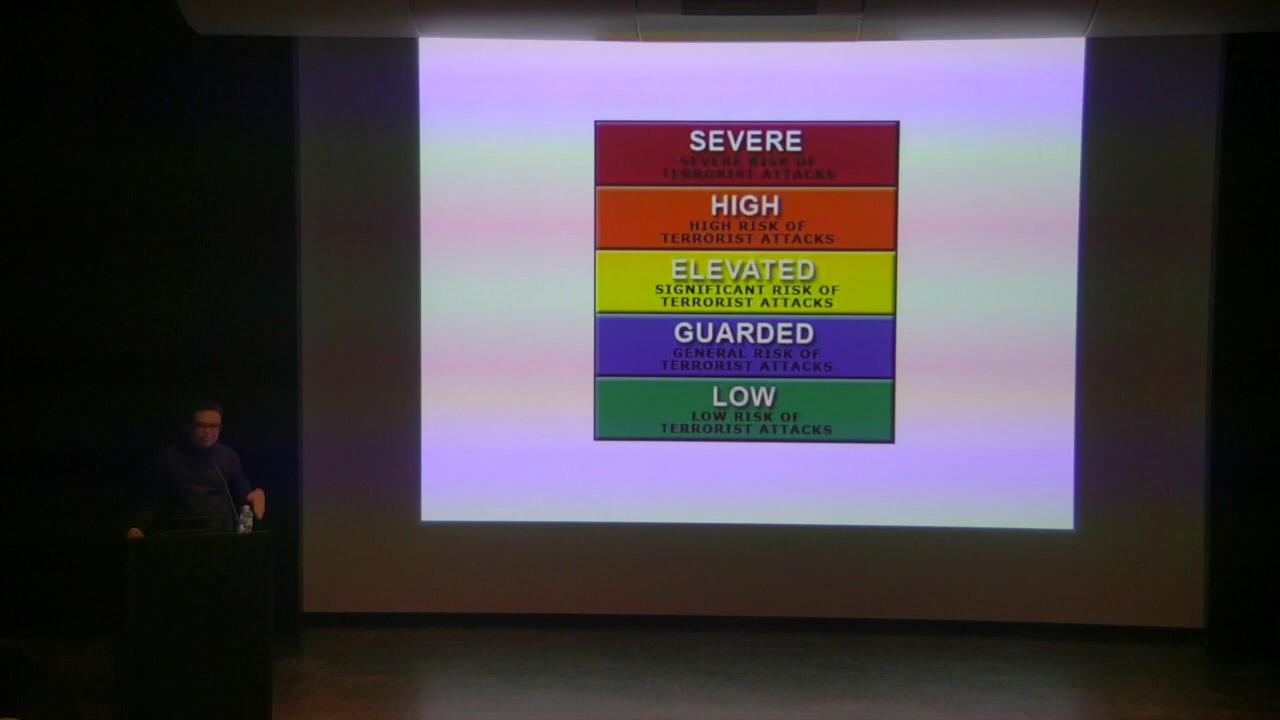 SEVERE
SEVERE RISK OF
TERRORIST ATTACKS
HIGH
HIGH RISK OF
TERRORIST ATTACKS
ELEVATED
SIGNIFICANT RISK OF
TERRORIST ATTACKS
GUARDED
GENERAL RISK OF
TERRORIST ATTACKS
LOW
LOW RISK OF
TERRORIST ATTACKS